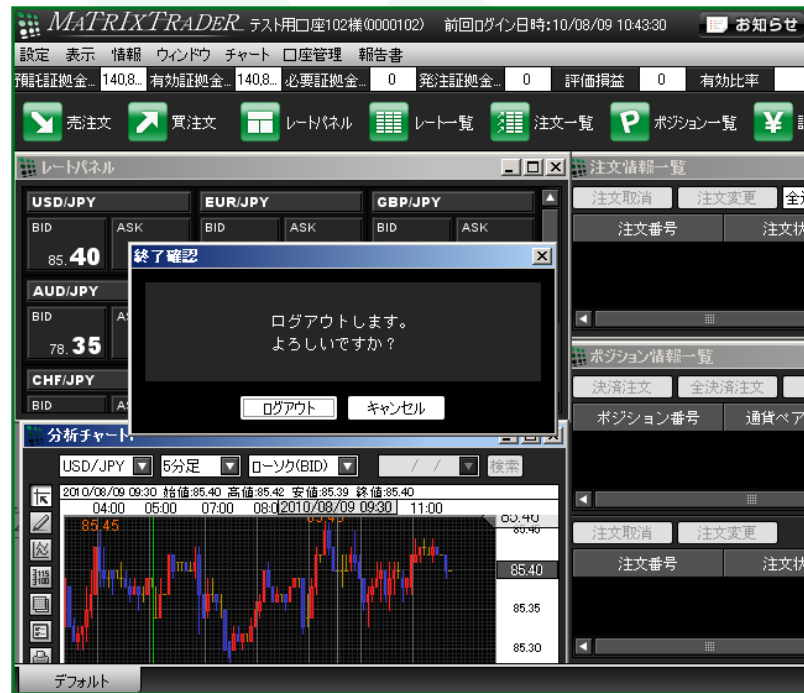 MATRIXTRADER テスト用口座102様(0000102) 前回ログイン日時:10/08/09 10:43:30 お知らせ
設定 表示 情報 ウィンドウ チャート 口座管理 報告書
預託証拠金... 140,8... 有効証拠金... 140,8... 必要証拠金... 0 発注証拠金... 0 評価損益 0 有効比率
売注文 買注文 レートパネル レート一覧 注文一覧 P ポジション一覧 ¥
レートパネル
USD/JPY EUR/JPY GBP/JPY
BID ASK BID ASK BID ASK
85.40
AUD/JPY
BID
78.35
CHF/JPY
BID
終了確認
ログアウトします。
よろしいですか?
ログアウト キャンセル
分析チャート
USD/JPY 5分足 ローソク(BID) / / 検索
2010/08/09 09:30 始値:85.40 高値:85.42 安値:85.39 終値:85.40
04:00 05:00 07:00 08:0 2010/08/09 09:30 11:00
85.45
85.40
85.35
85.30
注文情報一覧
注文取消 注文変更
注文番号 注文状
ポジション情報一覧
決済注文 全決済注文
ポジション番号 通貨ペア
注文取消 注文変更
注文番号 注文状
デフォルト